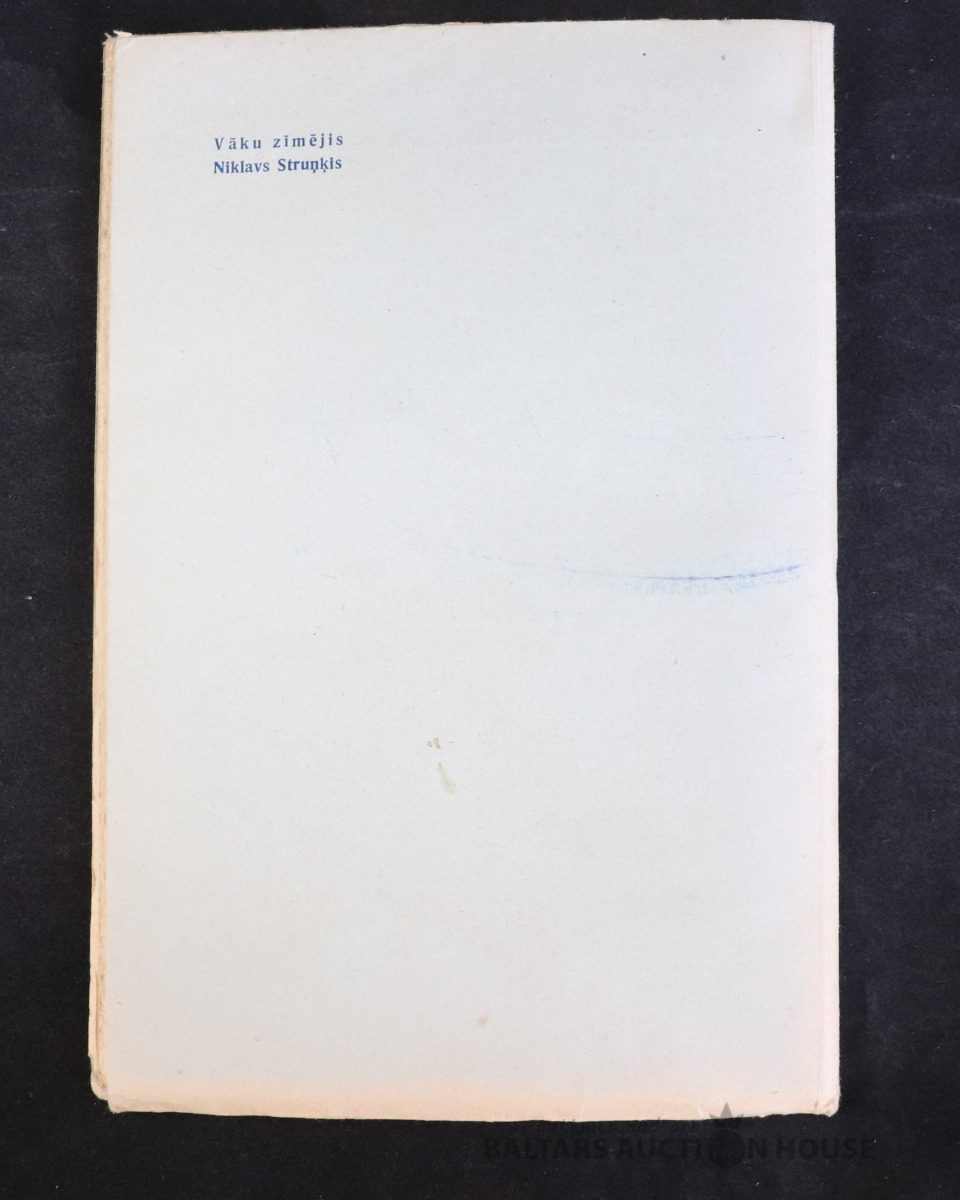 Vāku zīmējis
Niklavs Struņķis
BALTARS AUCTION HOUSE